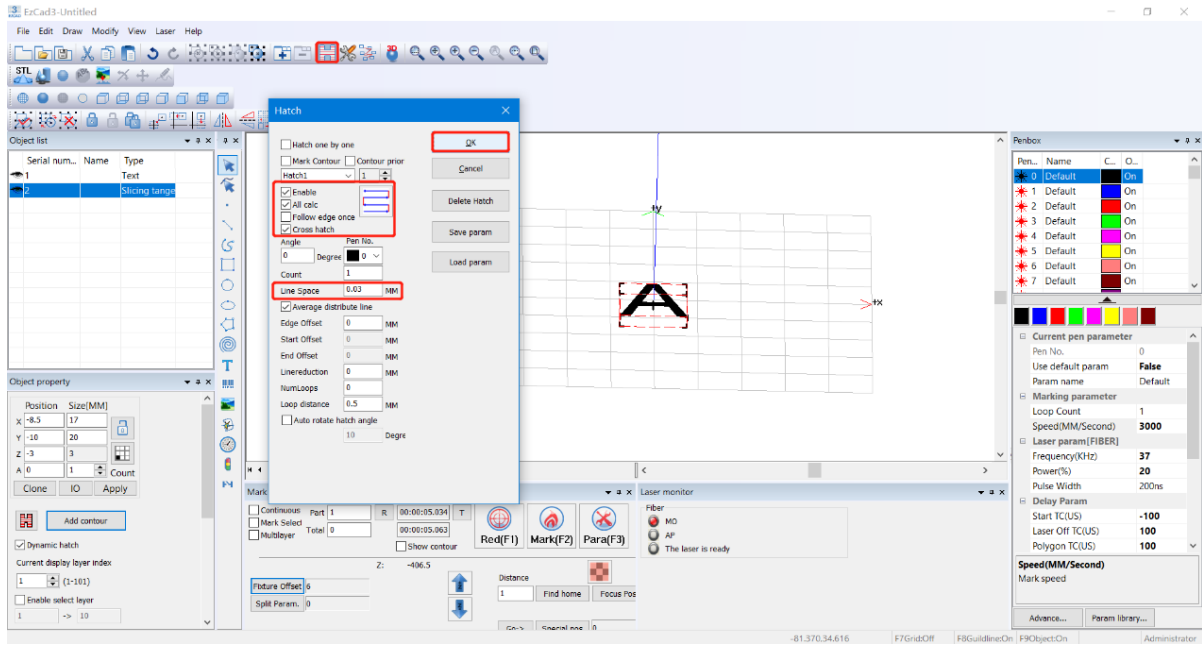 EzCad3-Untitled
File Edit Draw Modify View Laser Help
STL
3D
Object list
Serial num... Name Type
1 Text
2 Slicing tange
Object property
Position Size[MM]
X -8.5 17
Y -10 20
Z -3 3
A 0 1 Count
Clone IO Apply
Add contour
Dynamic hatch
Current display layer index
1 (1-101)
Enable select layer
1 -> 10
Hatch
Hatch one by one
Mark Contour Contour prior
Hatch1 1
Enable
All calc
Follow edge once
Cross hatch
Angle Pen No.
0 Degree 0
Count 1
Line Space 0.03 MM
Average distribute line
Edge Offset 0 MM
Start Offset 0 MM
End Offset 0 MM
Linereduction 0 MM
NumLoops 0
Loop distance 0.5 MM
Auto rotate hatch angle
10 Degre
OK
Cancel
Delete Hatch
Save param
Load param
+y
+x
A
Mark
Continuous Part 1 R 00:00:05.034 T
Mark Select Total 0 00:00:05.063
Multilayer
Show contour
Red(F1) Mark(F2) Para(F3)
Z: -406.5
Fixture Offset 6
Split Param. 0
Distance
1 Find home Focus Pos
Go-> Special pos 0
Laser monitor
Fiber
MO
AP
The laser is ready
Penbox
Pen... Name C... O...
0 Default On
1 Default On
2 Default On
3 Default On
4 Default On
5 Default On
6 Default On
7 Default On
Current pen parameter
Pen No. 0
Use default param False
Param name Default
Marking parameter
Loop Count 1
Speed(MM/Second) 3000
Laser param[FIBER]
Frequency(KHz) 37
Power(%) 20
Pulse Width 200ns
Delay Param
Start TC(US) -100
Laser Off TC(US) 100
Polygon TC(US) 100
Speed(MM/Second)
Mark speed
Advance... Param library...
-81.370,34.616 F7Grid:Off F8Guildline:On F9Object:On Administrator